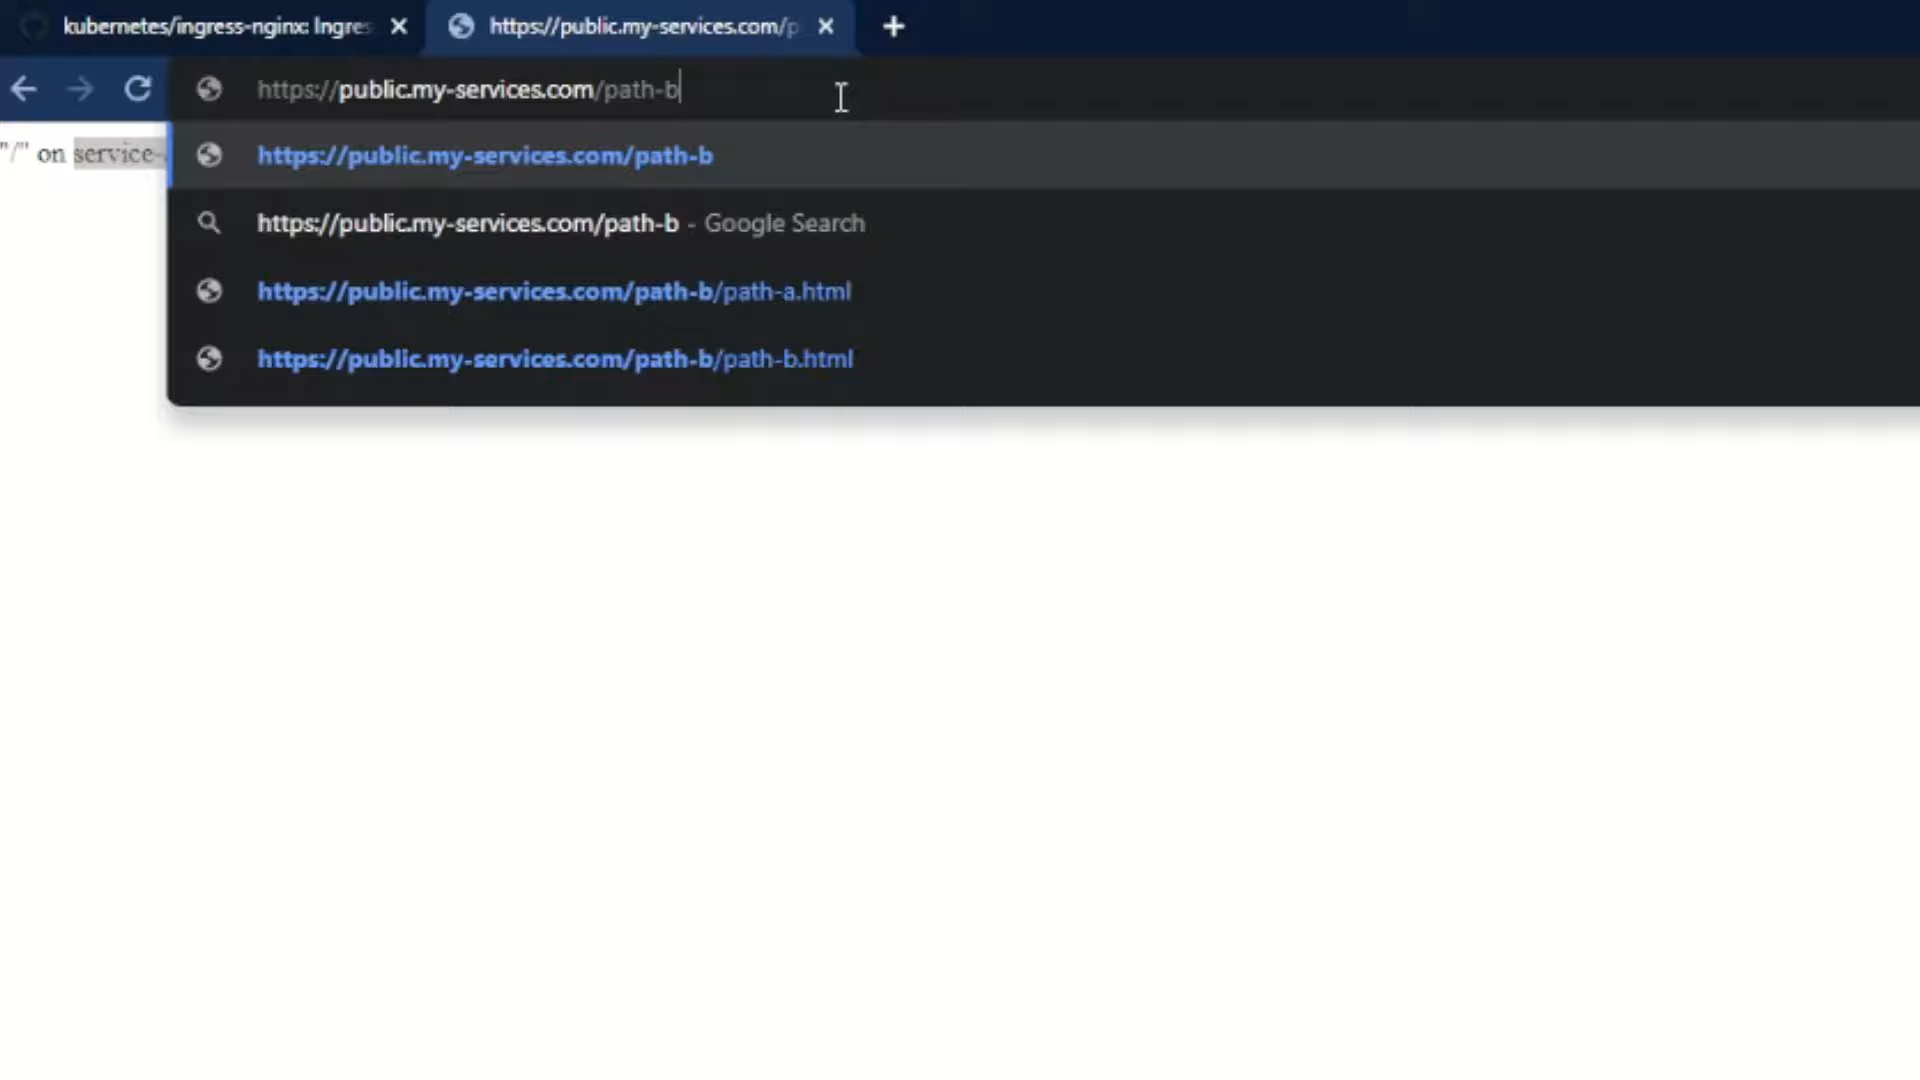 kubernetes/ingress-nginx: Ingres
https://public.my-services.com/p
https://public.my-services.com/path-b
"/" on service-
https://public.my-services.com/path-b
https://public.my-services.com/path-b - Google Search
https://public.my-services.com/path-b/path-a.html
https://public.my-services.com/path-b/path-b.html